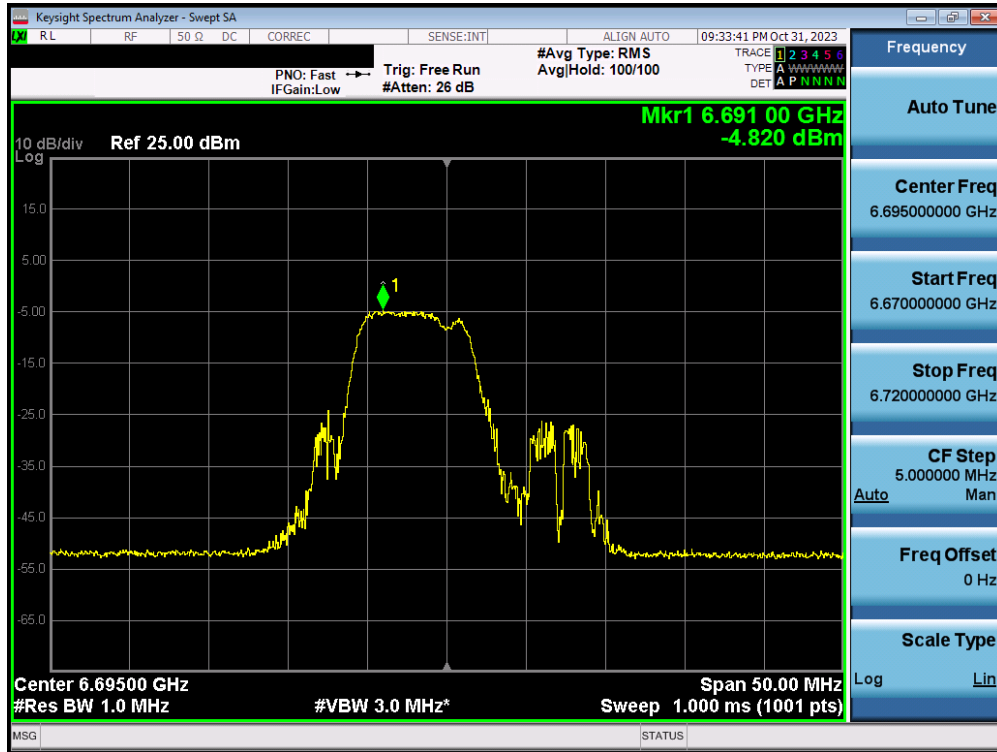 Keysight Spectrum Analyzer - Swept SA
LXI RL RF 50 Ω DC CORREC SENSE:INT ALIGN AUTO 09:33:41 PM Oct 31, 2023
PNO: Fast
IFGain:Low
Trig: Free Run
#Atten: 26 dB
#Avg Type: RMS
Avg|Hold: 100/100
TRACE 1 2 3 4 5 6
TYPE A WWWWW
DET A P N N N N
Mkr1 6.691 00 GHz
-4.820 dBm
10 dB/div
Log
Ref 25.00 dBm
15.0
5.00
-5.00
-15.0
-25.0
-35.0
-45.0
-55.0
-65.0
1
Center 6.69500 GHz
#Res BW 1.0 MHz
#VBW 3.0 MHz*
Span 50.00 MHz
Sweep 1.000 ms (1001 pts)
MSG
STATUS
Frequency
Auto Tune
Center Freq
6.695000000 GHz
Start Freq
6.670000000 GHz
Stop Freq
6.720000000 GHz
CF Step
5.000000 MHz
Auto Man
Freq Offset
0 Hz
Scale Type
Log Lin